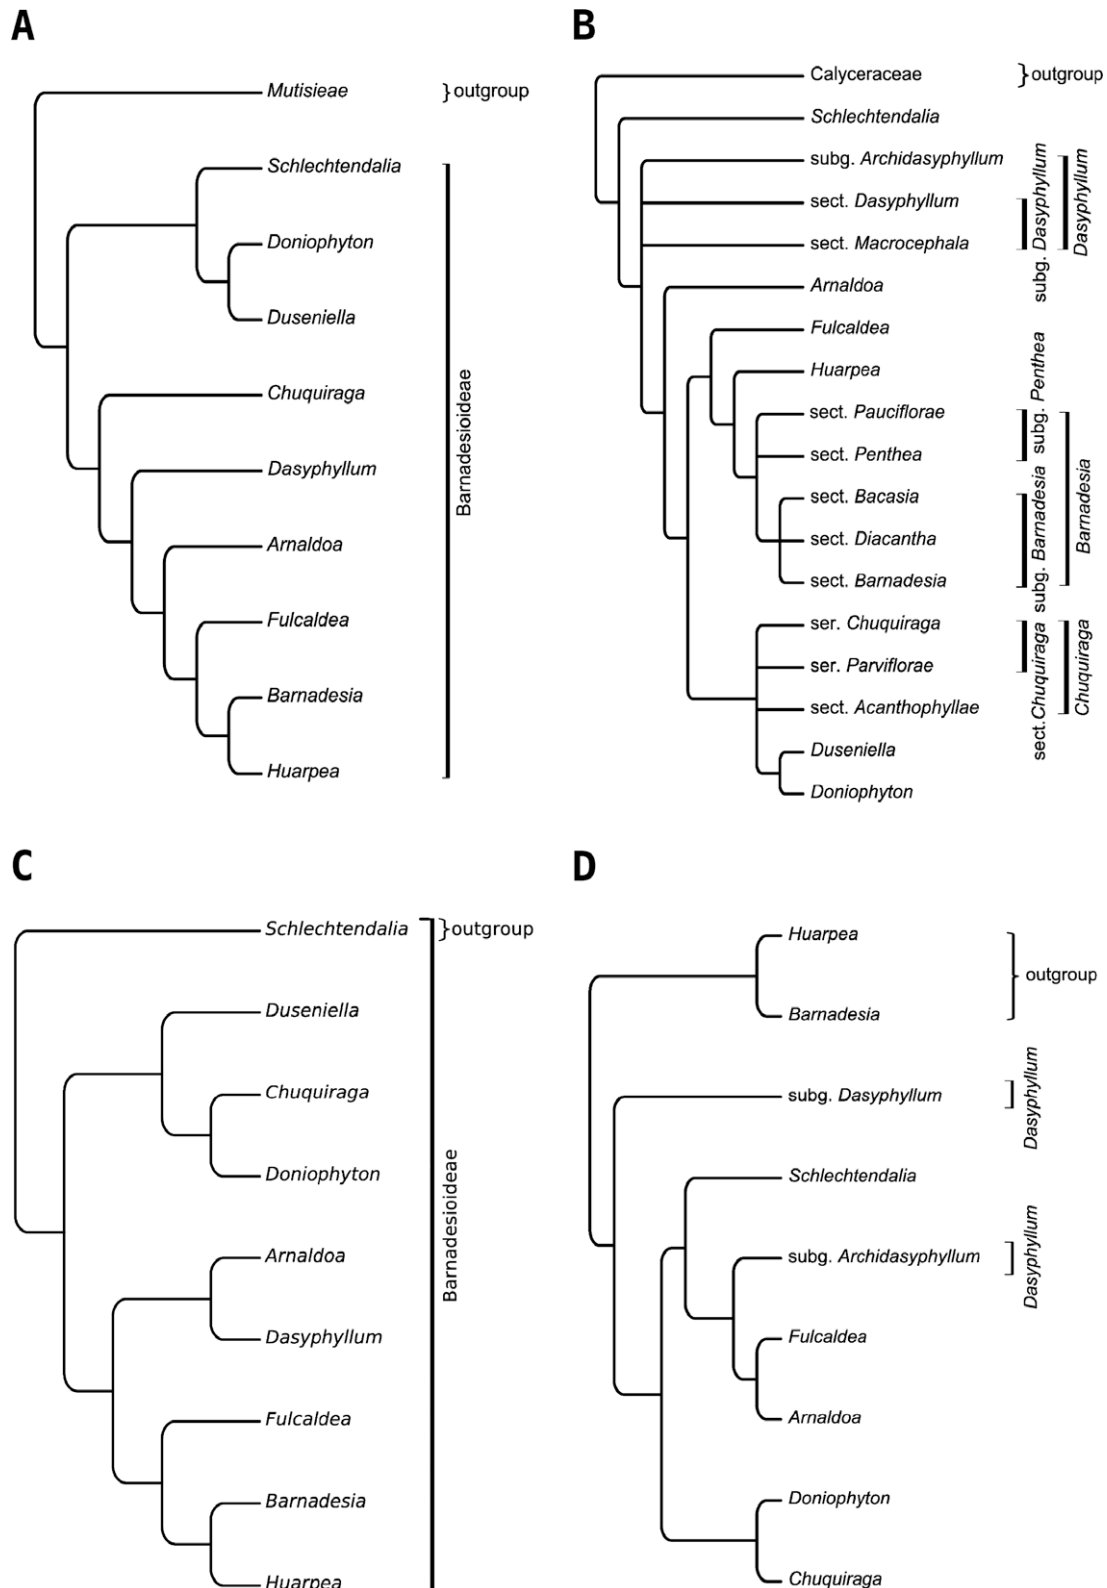 A
Mutisieae
outgroup
Schlechtendalia
Doniophyton
Duseniella
Chuquiraga
Dasyphyllum
Arnaldoa
Fulcaldea
Barnadesia
Huarpea
Barnadesioideae
B
Calyceraceae
outgroup
Schlechtendalia
subg. Archidasyphyllum
sect. Dasyphyllum
sect. Macrocephala
Arnaldoa
Fulcaldea
Huarpea
sect. Pauciflorae
sect. Penthea
sect. Bacasia
sect. Diacantha
sect. Barnadesia
ser. Chuquiraga
ser. Parviflorae
sect. Acanthophyllae
Duseniella
Doniophyton
subg. Dasyphyllum
Dasyphyllum
subg. Penthea
subg. Barnadesia
Barnadesia
sect.Chuquiraga
Chuquiraga
C
Schlechtendalia
outgroup
Duseniella
Chuquiraga
Doniophyton
Arnaldoa
Dasyphyllum
Fulcaldea
Barnadesia
Huarpea
Barnadesioideae
D
Huarpea
outgroup
Barnadesia
subg. Dasyphyllum
Dasyphyllum
Schlechtendalia
subg. Archidasyphyllum
Dasyphyllum
Fulcaldea
Arnaldoa
Doniophyton
Chuquiraga